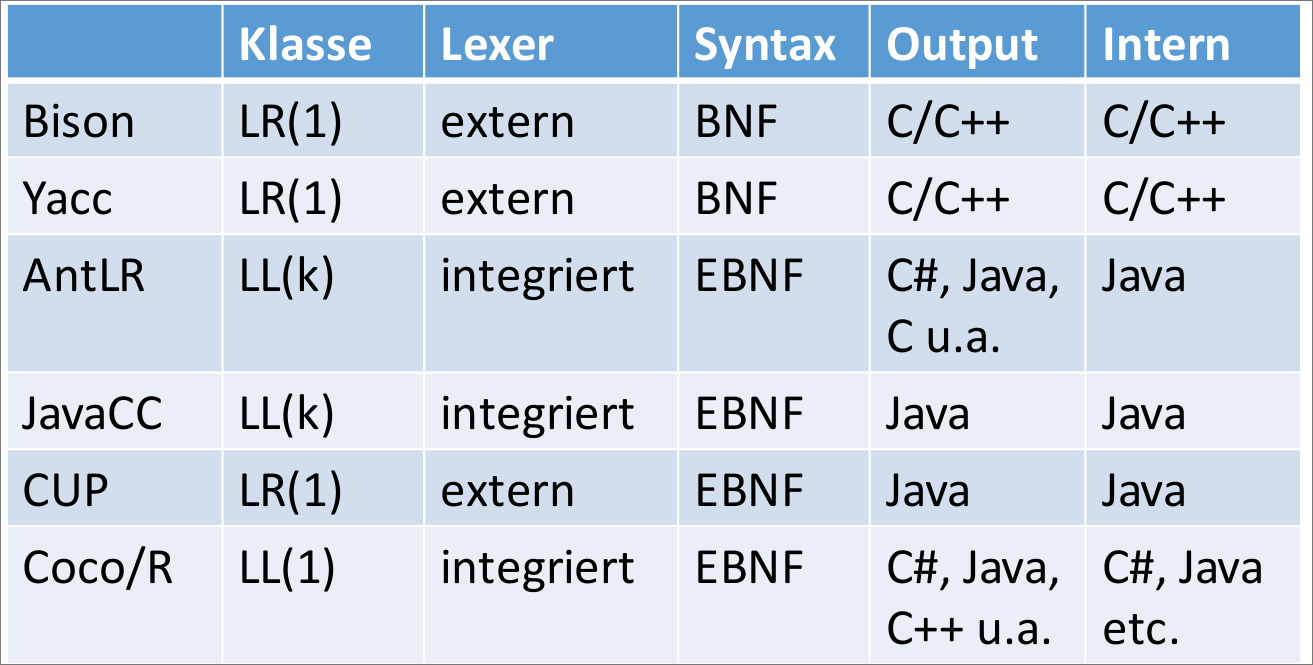 Klasse Lexer Syntax Output Intern
Bison LR(1) extern BNF C/C++ C/C++
Yacc LR(1) extern BNF C/C++ C/C++
AntLR LL(k) integriert EBNF C#, Java, Java
C u.a.
JavaCC LL(k) integriert EBNF Java Java
CUP LR(1) extern EBNF Java Java
Coco/R LL(1) integriert EBNF C#, Java, C#, Java
C++ u.a. etc.